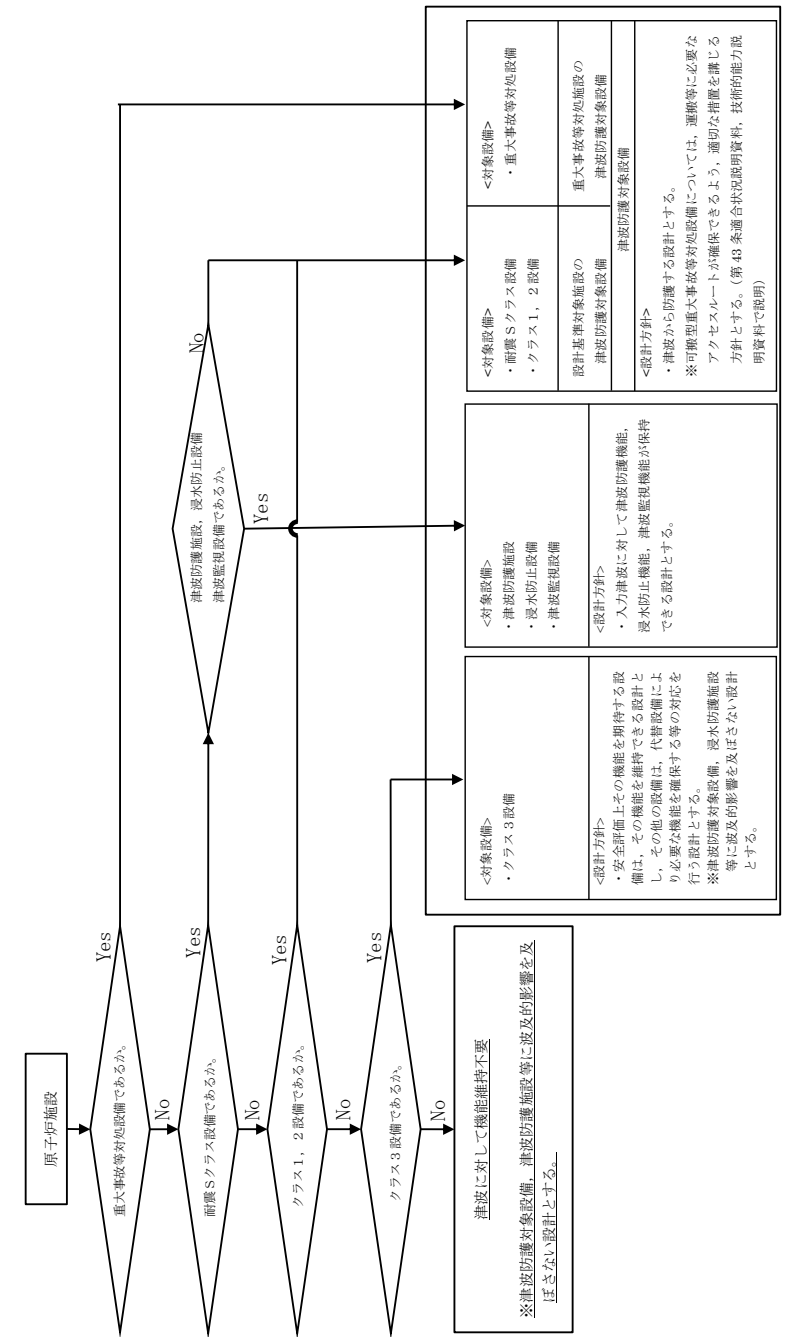 原子炉施設
重大事故等対処設備であるか。
Yes
No
耐震Sクラス設備であるか。
Yes
No
クラス1，2設備であるか。
Yes
No
クラス3設備であるか。
Yes
No
津波に対して機能維持不要
※津波防護対象設備，津波防護施設等に波及的影響を及
ぼさない設計とする。
津波防護施設，浸水防止設備
津波監視設備であるか。
No
Yes
<対象設備>
・クラス3設備
<設計方針>
・安全評価上その機能を期待する設
備は，その機能を維持できる設計と
し，その他の設備は，代替設備によ
り必要な機能を確保する等の対応を
行う設計とする。
※津波防護対象設備，浸水防護施設
等に波及的影響を及ぼさない設計
とする。
<対象設備>
・津波防護施設
・浸水防止設備
・津波監視設備
<設計方針>
・入力津波に対して津波防護機能，
浸水防止機能，津波監視機能が保持
できる設計とする。
<対象設備>
・耐震Sクラス設備
・クラス1，2設備
設計基準対象施設の
津波防護対象設備
<対象設備>
・重大事故等対処設備
重大事故等対処施設の
津波防護対象設備
津波防護対象設備
<設計方針>
・津波から防護する設計とする。
※可搬型重大事故等対処設備については，運搬等に必要な
アクセスルートが確保できるよう，適切な措置を講じる
方針とする。（第 43 条適合状況説明資料，技術的能力説
明資料で説明）